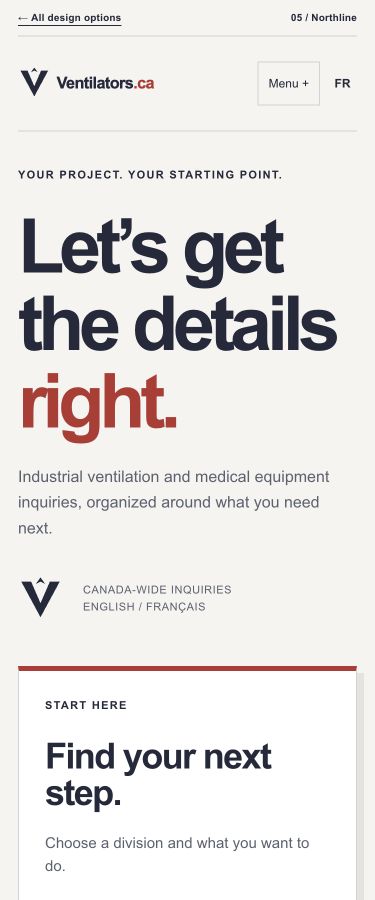 ← All design options
05 / Northline
Ventilators.ca
Menu +
FR
YOUR PROJECT. YOUR STARTING POINT.
Let’s get
the details
right.
Industrial ventilation and medical equipment
inquiries, organized around what you need
next.
CANADA-WIDE INQUIRIES
ENGLISH / FRANÇAIS
START HERE
Find your next
step.
Choose a division and what you want to
do.